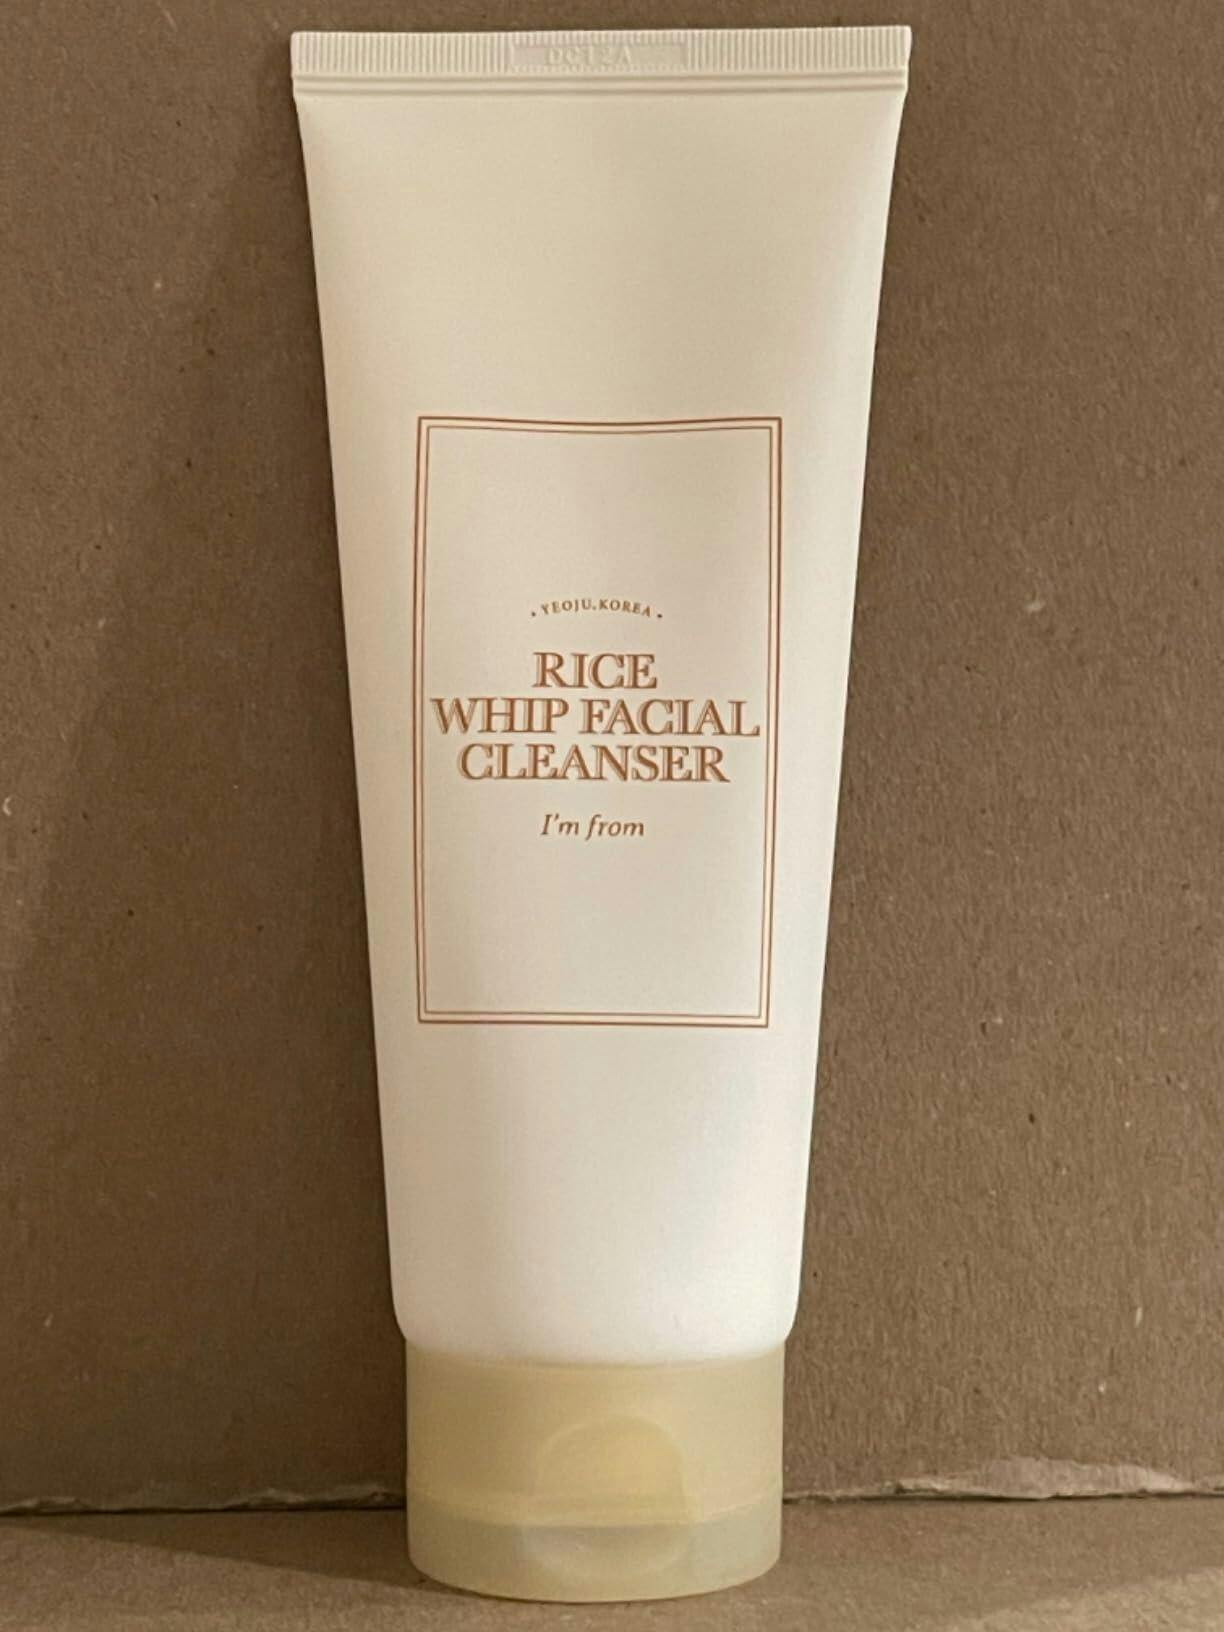 · YEOJU.KOREA ·
RICE
WHIP FACIAL
CLEANSER
I'm from